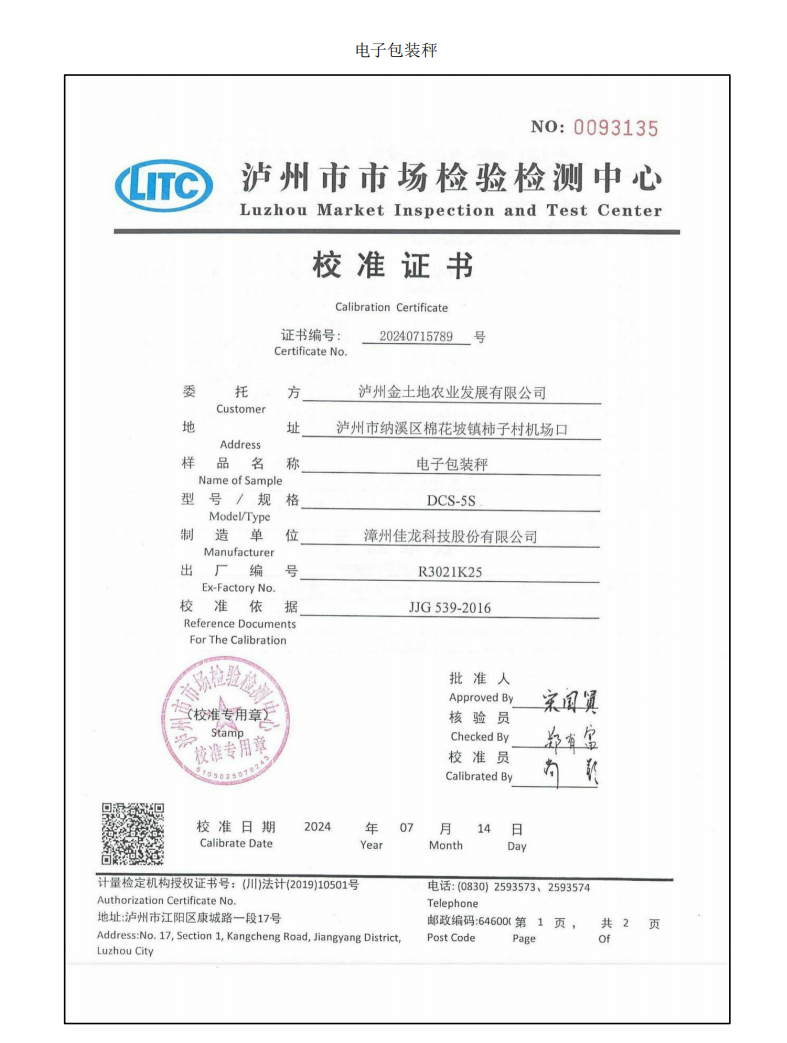 电子包装秤
NO: 0093135
LITC
泸州市市场检验检测中心
Luzhou Market Inspection and Test Center
校准证书
Calibration Certificate
证书编号: 20240715789 号
Certificate No.
委托方 泸州金土地农业发展有限公司
Customer
地址 泸州市纳溪区棉花坡镇柿子村机场口
Address
样品名称 电子包装秤
Name of Sample
型号/规格 DCS-5S
Model/Type
制造单位 漳州佳龙科技股份有限公司
Manufacturer
出厂编号 R3021K25
Ex-Factory No.
校准依据 JJG 539-2016
Reference Documents
For The Calibration
泸州市市场检验检测中心
(校准专用章)
Stamp
校准专用章
批准人
Approved By
核验员
Checked By
校准员
Calibrated By
校准日期 2024 年 07 月 14 日
Calibrate Date Year Month Day
计量检定机构授权证书号: (川)法计(2019)10501号
Authorization Certificate No.
地址:泸州市江阳区康城路一段17号
Address:No. 17, Section 1, Kangcheng Road, Jiangyang District,
Luzhou City
电话: (0830) 2593573、2593574
Telephone
邮政编码:64600 第 1 页, 共 2 页
Post Code Page Of